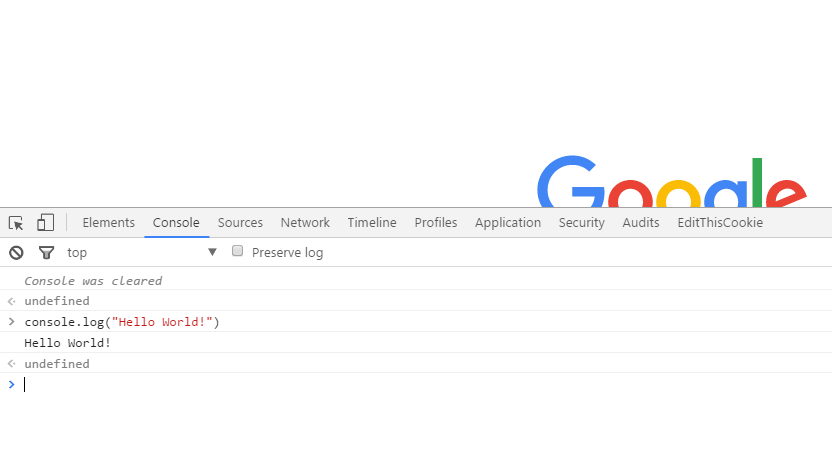 Google
Elements Console Sources Network Timeline Profiles Application Security Audits EditThisCookie
top ▼ Preserve log
Console was cleared
undefined
> console.log("Hello World!")
Hello World!
undefined
>